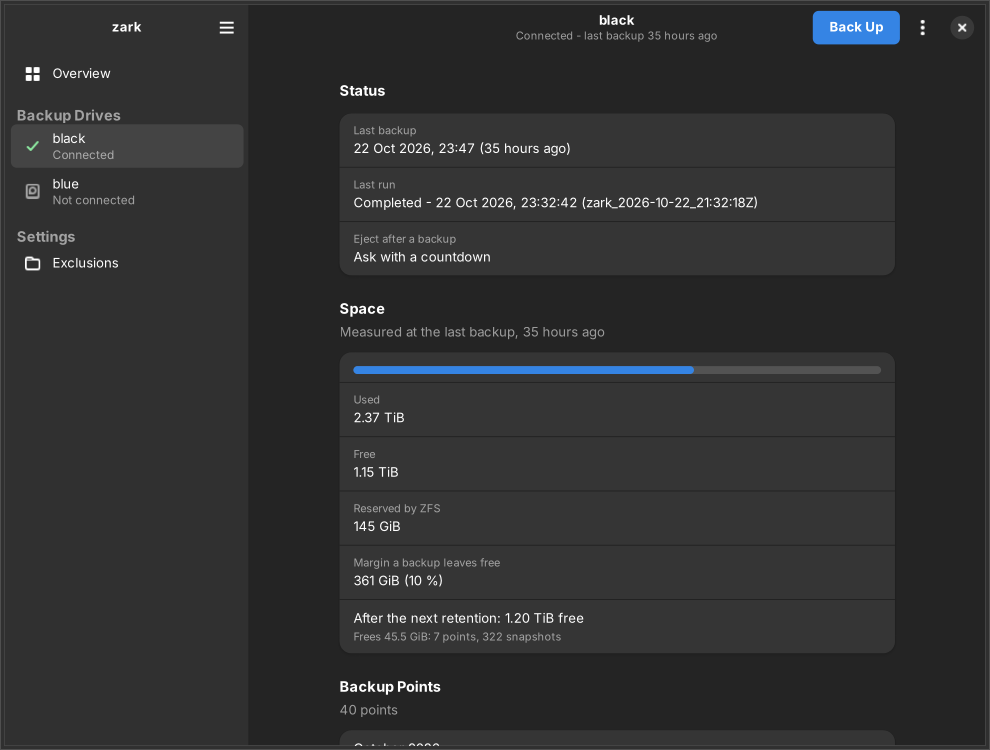 zark
Overview
Backup Drives
black
Connected
blue
Not connected
Settings
Exclusions
black
Connected - last backup 35 hours ago
Back Up
Status
Last backup
22 Oct 2026, 23:47 (35 hours ago)
Last run
Completed - 22 Oct 2026, 23:32:42 (zark_2026-10-22_21:32:18Z)
Eject after a backup
Ask with a countdown
Space
Measured at the last backup, 35 hours ago
Used
2.37 TiB
Free
1.15 TiB
Reserved by ZFS
145 GiB
Margin a backup leaves free
361 GiB (10 %)
After the next retention: 1.20 TiB free
Frees 45.5 GiB: 7 points, 322 snapshots
Backup Points
40 points
October 2026